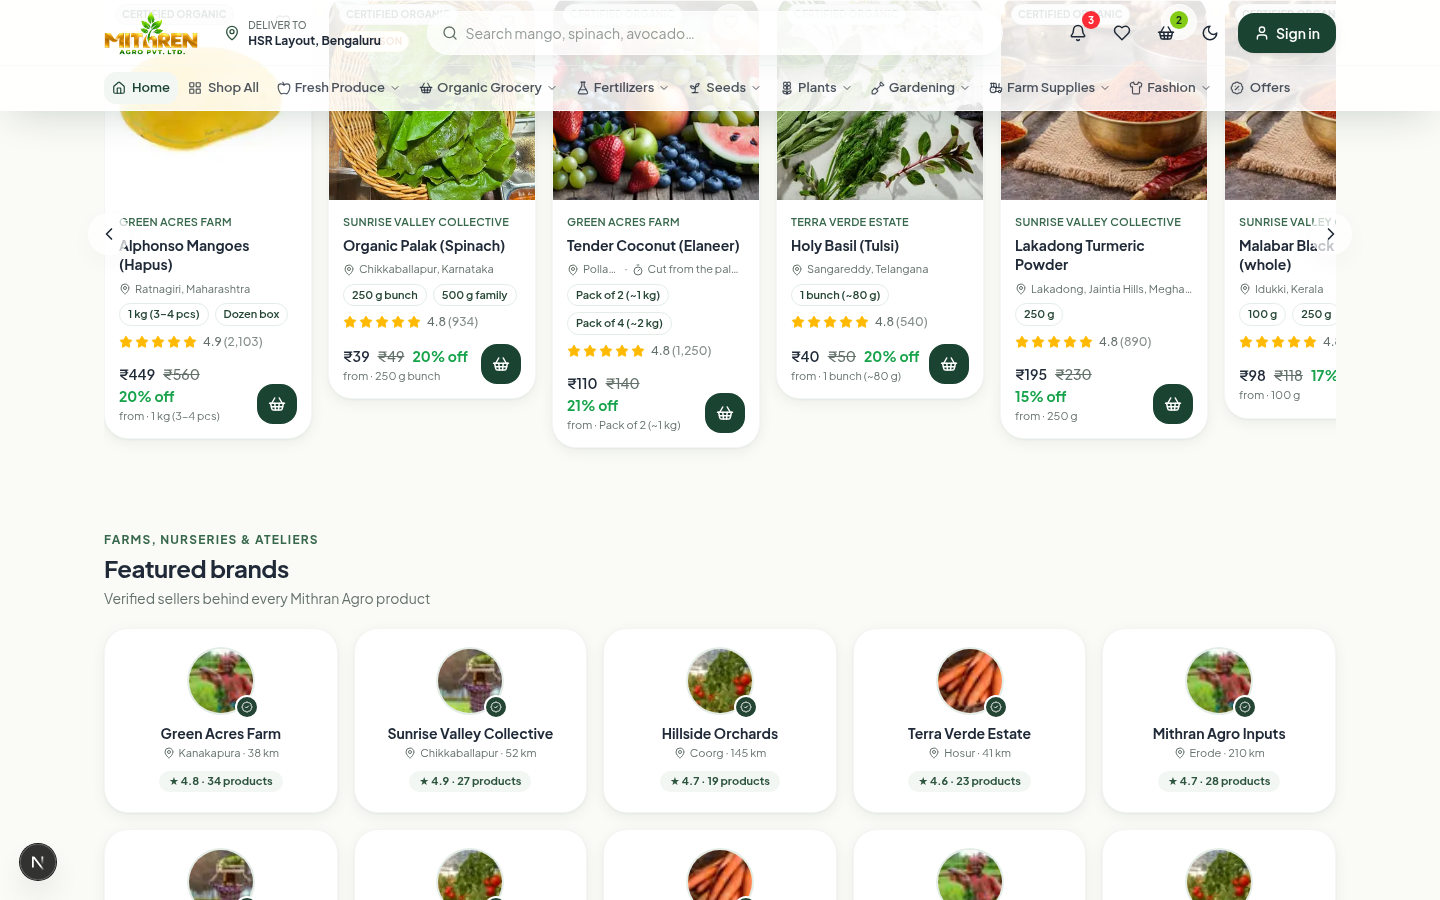 MITHREN
AGRO PVT. LTD.
DELIVER TO
HSR Layout, Bengaluru
Search mango, spinach, avocado...
3
2
Sign in
Home
Shop All
Fresh Produce
Organic Grocery
Fertilizers
Seeds
Plants
Gardening
Farm Supplies
Fashion
Offers
GREEN ACRES FARM
Alphonso Mangoes
(Hapus)
Ratnagiri, Maharashtra
1 kg (3–4 pcs)
Dozen box
4.9 (2,103)
₹449 ₹560
20% off
from · 1 kg (3–4 pcs)
SUNRISE VALLEY COLLECTIVE
Organic Palak (Spinach)
Chikkaballapur, Karnataka
250 g bunch
500 g family
4.8 (934)
₹39 ₹49 20% off
from · 250 g bunch
GREEN ACRES FARM
Tender Coconut (Elaneer)
Polla... · Cut from the pal...
Pack of 2 (~1 kg)
Pack of 4 (~2 kg)
4.8 (1,250)
₹110 ₹140
21% off
from · Pack of 2 (~1 kg)
TERRA VERDE ESTATE
Holy Basil (Tulsi)
Sangareddy, Telangana
1 bunch (~80 g)
4.8 (540)
₹40 ₹50 20% off
from · 1 bunch (~80 g)
SUNRISE VALLEY COLLECTIVE
Lakadong Turmeric
Powder
Lakadong, Jaintia Hills, Megha...
250 g
4.8 (890)
₹195 ₹230
15% off
from · 250 g
SUNRISE VALLEY C
Malabar Black
(whole)
Idukki, Kerala
100 g
250 g
₹98 ₹118 17%
from · 100 g
FARMS, NURSERIES & ATELIERS
Featured brands
Verified sellers behind every Mithran Agro product
Green Acres Farm
Kanakapura · 38 km
★ 4.8 · 34 products
Sunrise Valley Collective
Chikkaballapur · 52 km
★ 4.9 · 27 products
Hillside Orchards
Coorg · 145 km
★ 4.7 · 19 products
Terra Verde Estate
Hosur · 41 km
★ 4.6 · 23 products
Mithran Agro Inputs
Erode · 210 km
★ 4.7 · 28 products
N